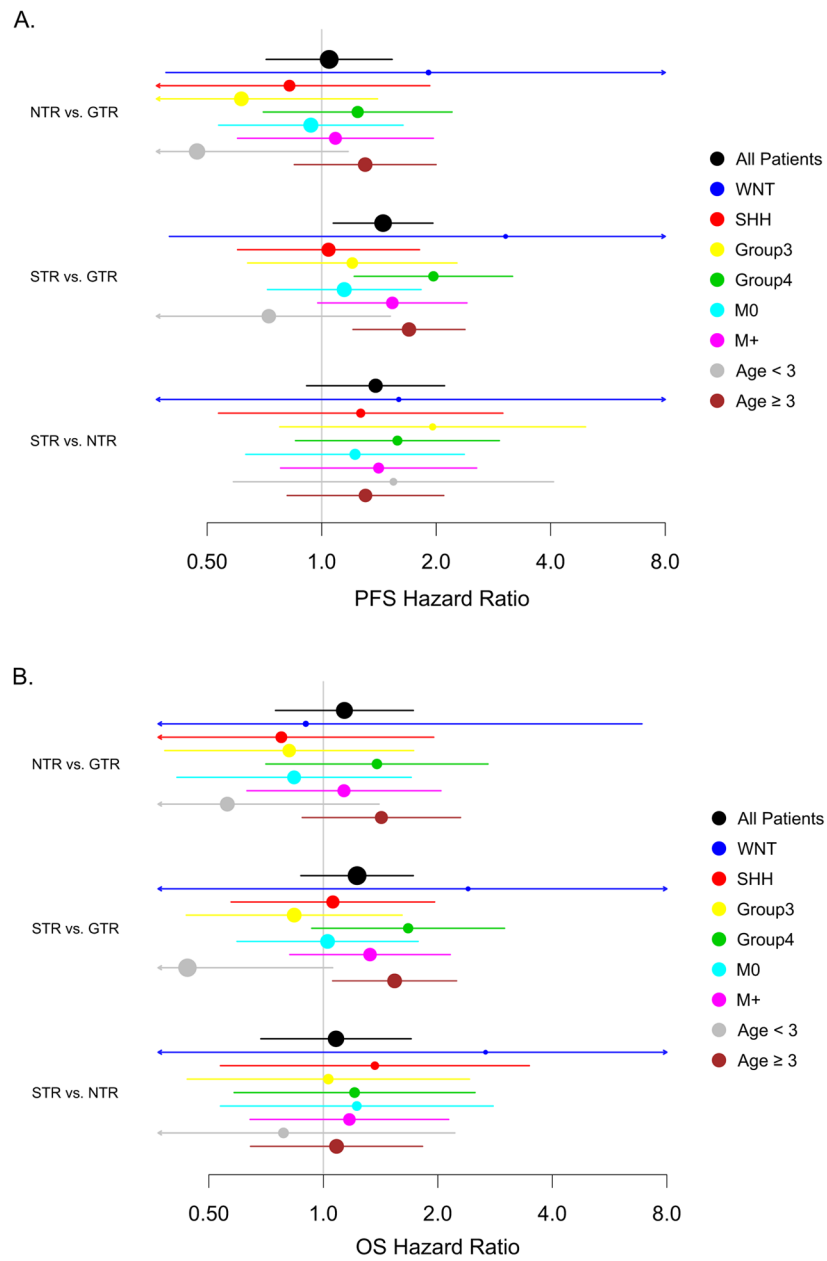 A.
NTR vs. GTR
STR vs. GTR
STR vs. NTR
All Patients
WNT
SHH
Group3
Group4
M0
M+
Age < 3
Age ≥ 3
0.50 1.0 2.0 4.0 8.0
PFS Hazard Ratio
B.
NTR vs. GTR
STR vs. GTR
STR vs. NTR
All Patients
WNT
SHH
Group3
Group4
M0
M+
Age < 3
Age ≥ 3
0.50 1.0 2.0 4.0 8.0
OS Hazard Ratio